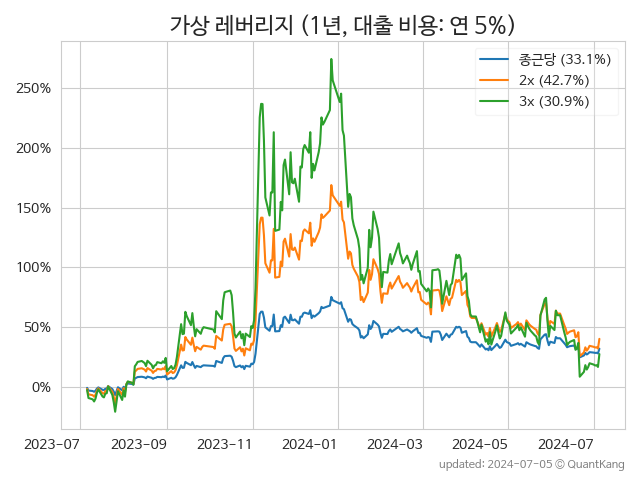 가상 레버리지 (1년, 대출 비용: 연 5%)
종근당 (33.1%)
2x (42.7%)
3x (30.9%)
250%
200%
150%
100%
50%
0%
2023-07
2023-09
2023-11
2024-01
2024-03
2024-05
2024-07
updated: 2024-07-05 © QuantKang